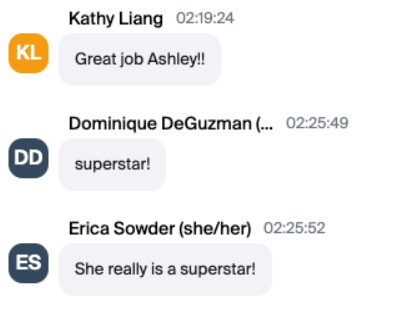 Kathy Liang 02:19:24
KL
Great job Ashley!!
Dominique DeGuzman (... 02:25:49
DD
superstar!
Erica Sowder (she/her) 02:25:52
ES
She really is a superstar!